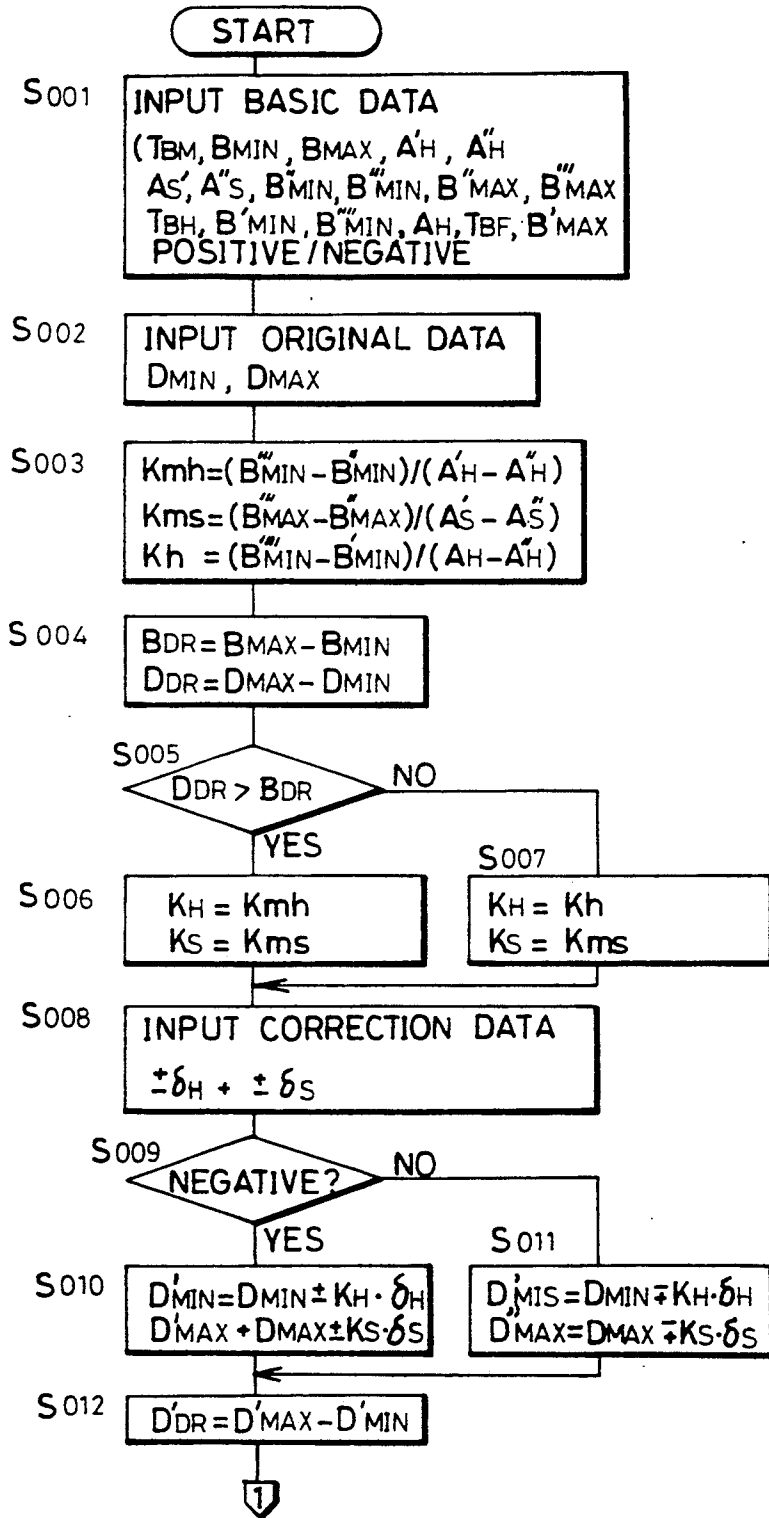 START
S001
INPUT BASIC DATA
(TBM, BMIN, BMAX, A'H, A"H
AS', A"S, B"MIN, B'''MIN, B"MAX, B'''MAX
TBH, B'MIN, B''''MIN, AH, TBF, B'MAX
POSITIVE/NEGATIVE
S002
INPUT ORIGINAL DATA
DMIN, DMAX
S003
Kmh=(B'''MIN-B"MIN)/(A'H-A"H)
Kms=(B'''MAX-B"MAX)/(A'S-A"S)
Kh =(B''''MIN-B'MIN)/(AH-A"H)
S004
BDR=BMAX-BMIN
DDR=DMAX-DMIN
S005
DDR > BDR
NO
YES
S006
KH = Kmh
KS = Kms
S007
KH = Kh
KS = Kms
S008
INPUT CORRECTION DATA
±δH + ± δS
S009
NEGATIVE?
NO
YES
S010
D'MIN=DMIN ± KH · δH
D'MAX+DMAX±KS·δS
S011
D'MIS=DMIN∓KH·δH
D"MAX=DMAX∓KS·δS
S012
D'DR=D'MAX-D'MIN
1